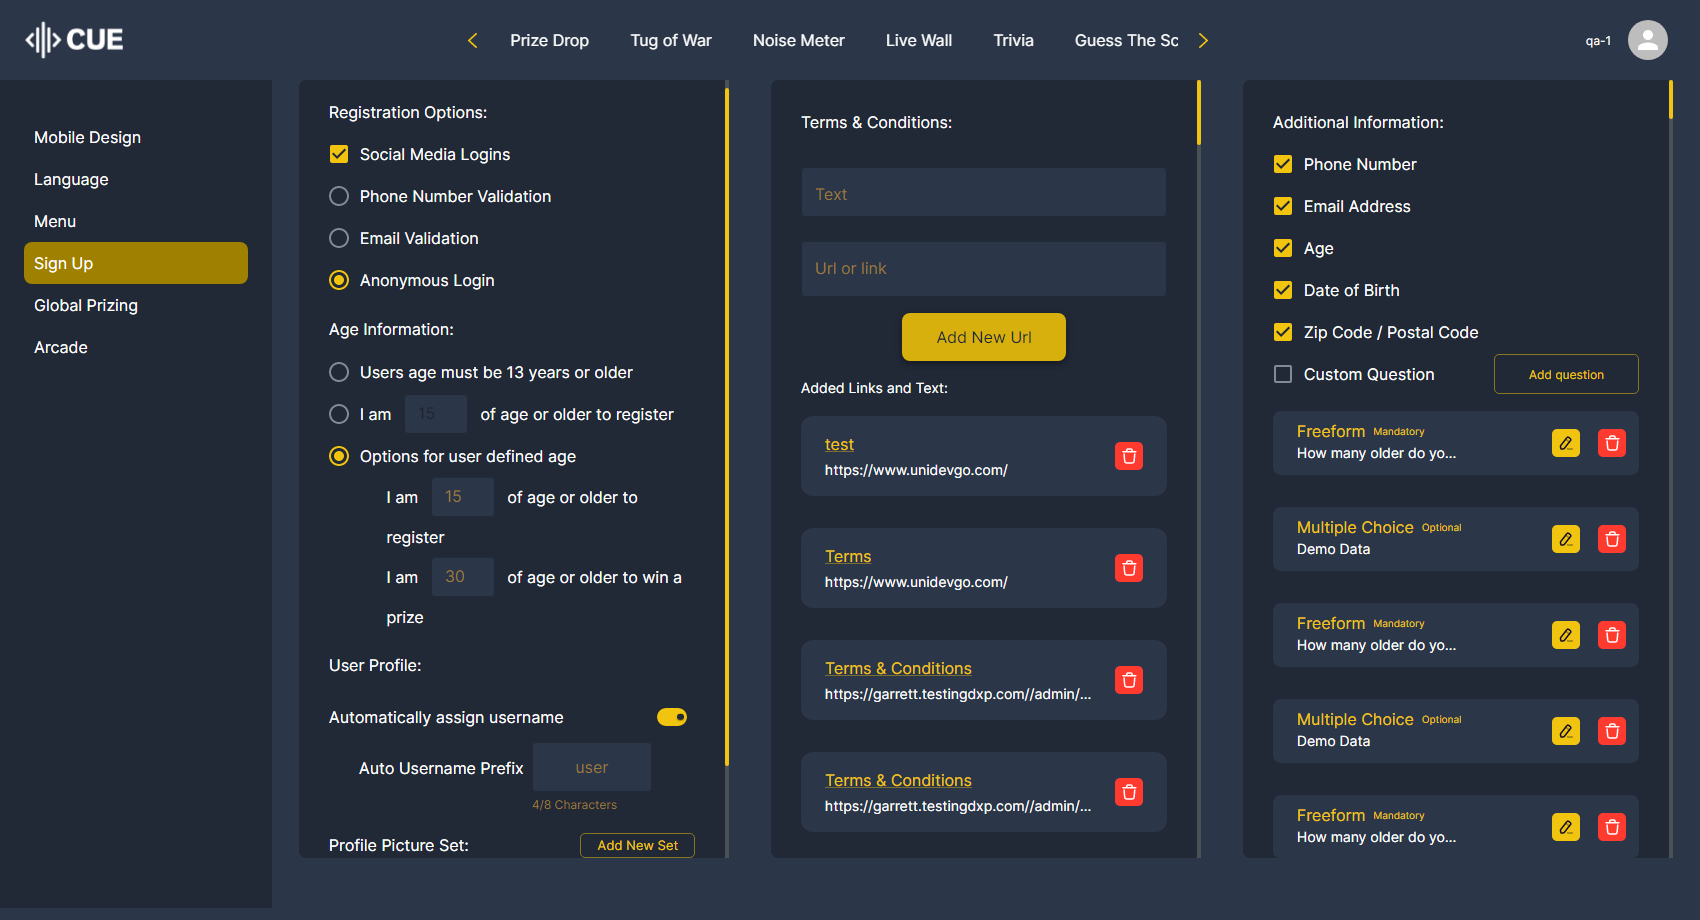 CUE
Prize Drop
Tug of War
Noise Meter
Live Wall
Trivia
Guess The Sc
qa-1
Mobile Design
Language
Menu
Sign Up
Global Prizing
Arcade
Registration Options:
Social Media Logins
Phone Number Validation
Email Validation
Anonymous Login
Age Information:
Users age must be 13 years or older
I am 15 of age or older to register
Options for user defined age
I am 15 of age or older to
register
I am 30 of age or older to win a
prize
User Profile:
Automatically assign username
Auto Username Prefix user
4/8 Characters
Profile Picture Set: Add New Set
Terms & Conditions:
Text
Url or link
Add New Url
Added Links and Text:
test
https://www.unidevgo.com/
Terms
https://www.unidevgo.com/
Terms & Conditions
https://garrett.testingdxp.com//admin/...
Terms & Conditions
https://garrett.testingdxp.com//admin/...
Additional Information:
Phone Number
Email Address
Age
Date of Birth
Zip Code / Postal Code
Custom Question Add question
Freeform Mandatory
How many older do yo...
Multiple Choice Optional
Demo Data
Freeform Mandatory
How many older do yo...
Multiple Choice Optional
Demo Data
Freeform Mandatory
How many older do yo...